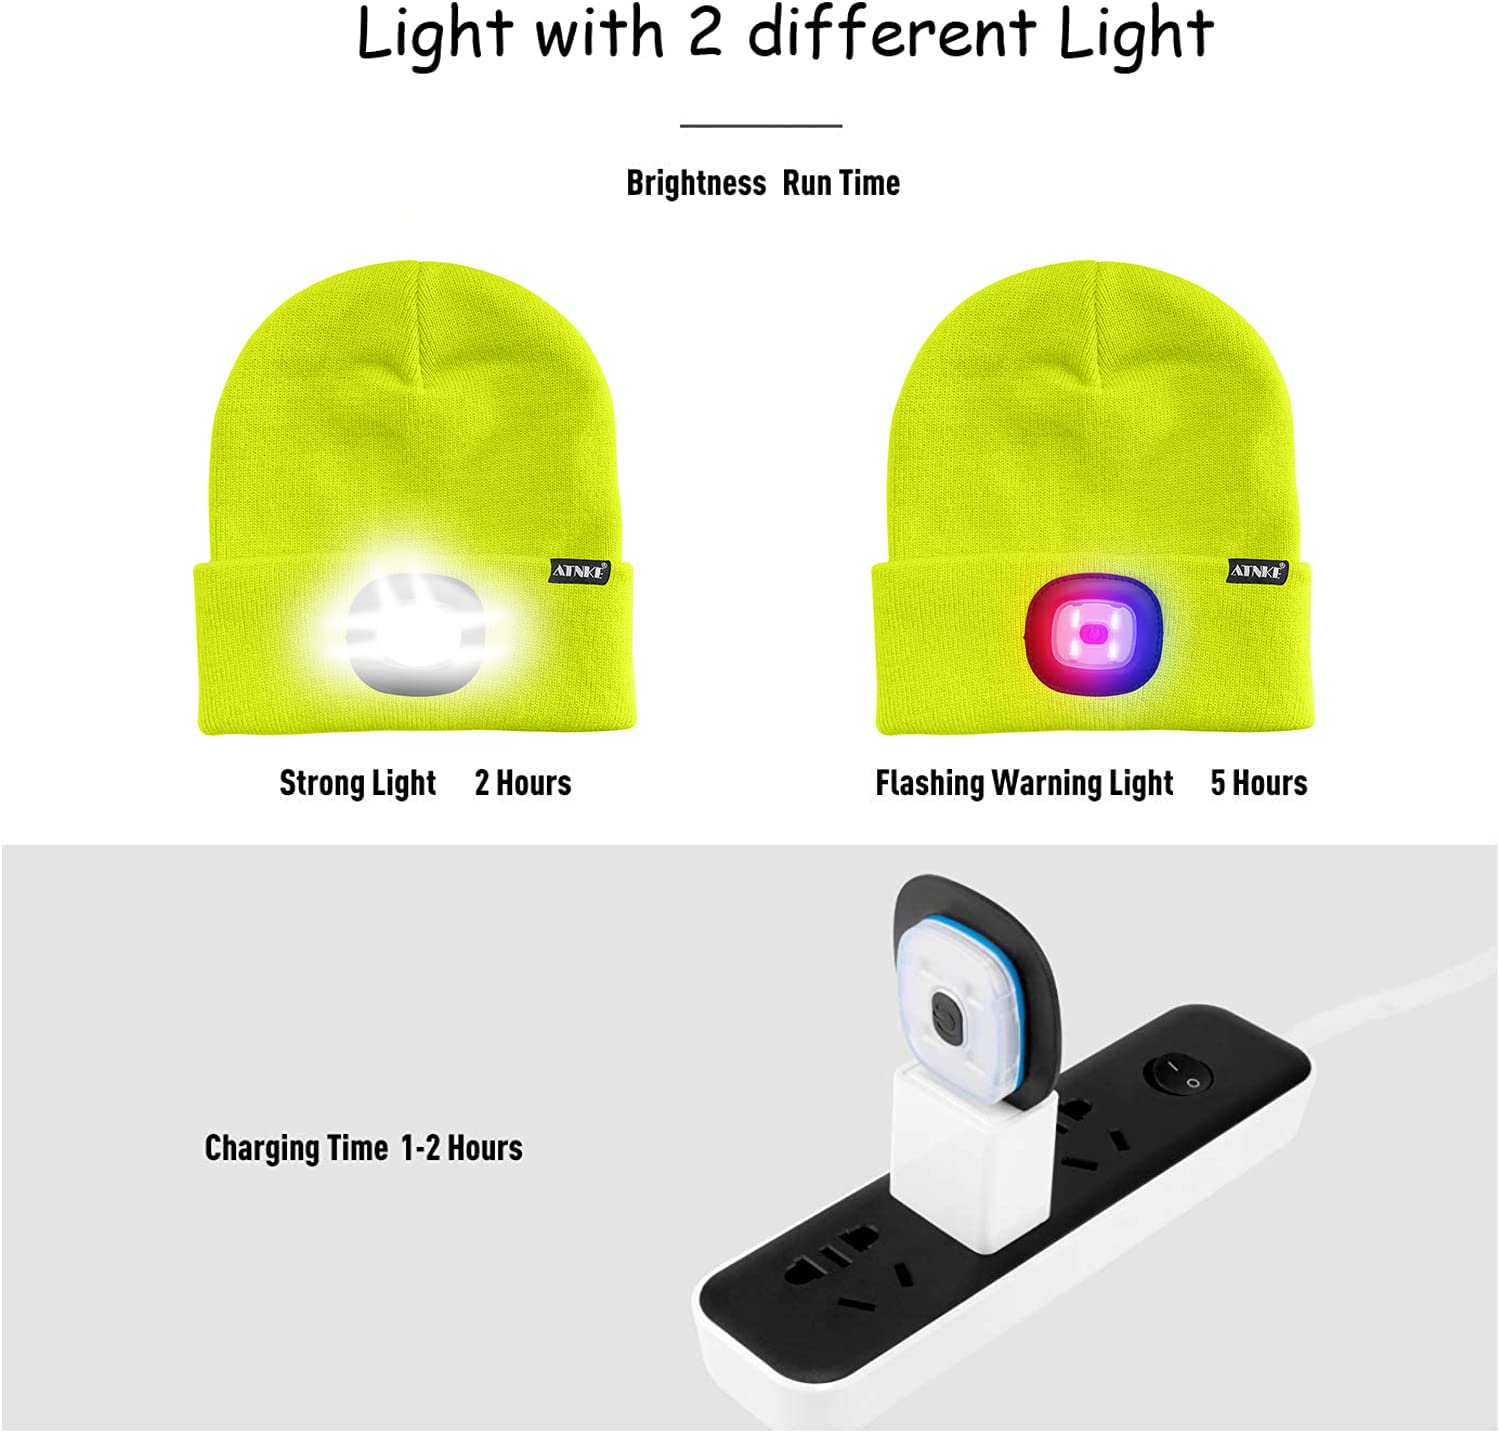 Light with 2 different Light
Brightness Run Time
ATNKE®
ATNKE®
Strong Light 2 Hours
Flashing Warning Light 5 Hours
Charging Time 1-2 Hours